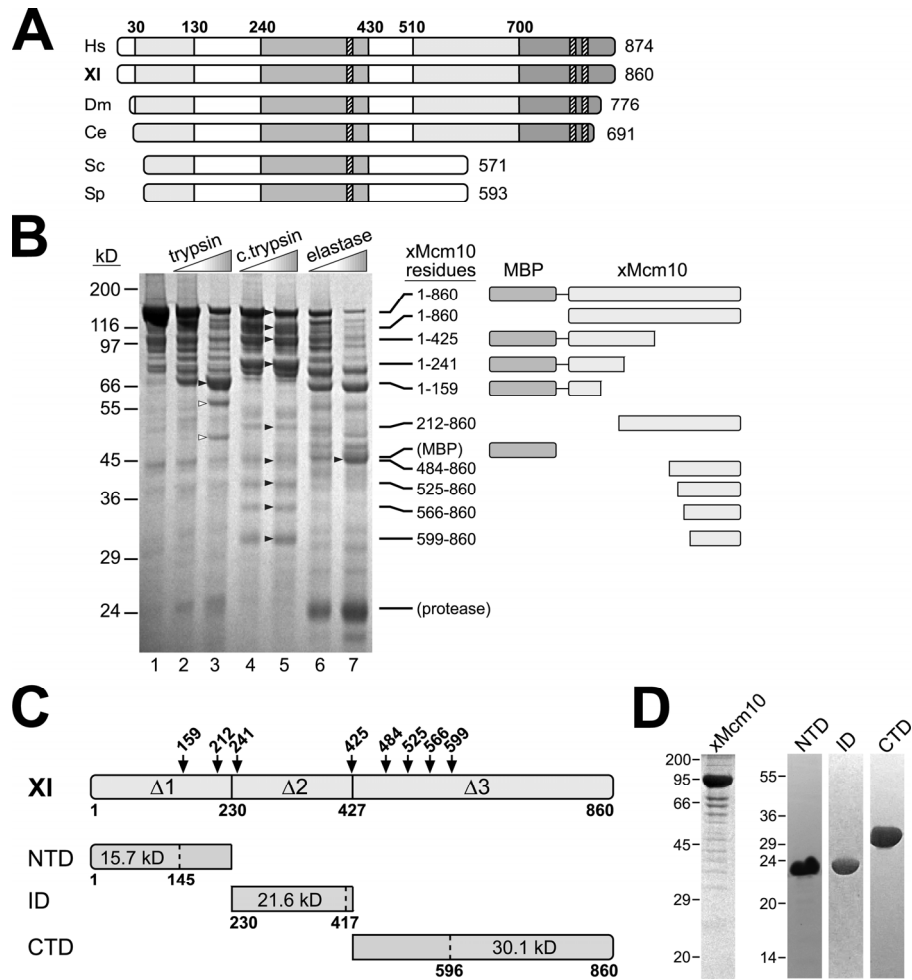 A
30 130 240 430 510 700
Hs 874
Xl 860
Dm 776
Ce 691
Sc 571
Sp 593
B
kD trypsin c.trypsin elastase xMcm10 residues MBP xMcm10
200
116
97
66
55
45
36
29
24
1-860
1-860
1-425
1-241
1-159
212-860
(MBP)
484-860
525-860
566-860
599-860
(protease)
1 2 3 4 5 6 7
C
159 212 241 425 484 525 566 599
Xl Δ1 Δ2 Δ3
1 230 427 860
NTD 15.7 kD
1 145
ID 21.6 kD
230 417
CTD 30.1 kD
596 860
D
xMcm10
200
95
66
45
29
20
NTD ID CTD
55
36
29
24
20
14